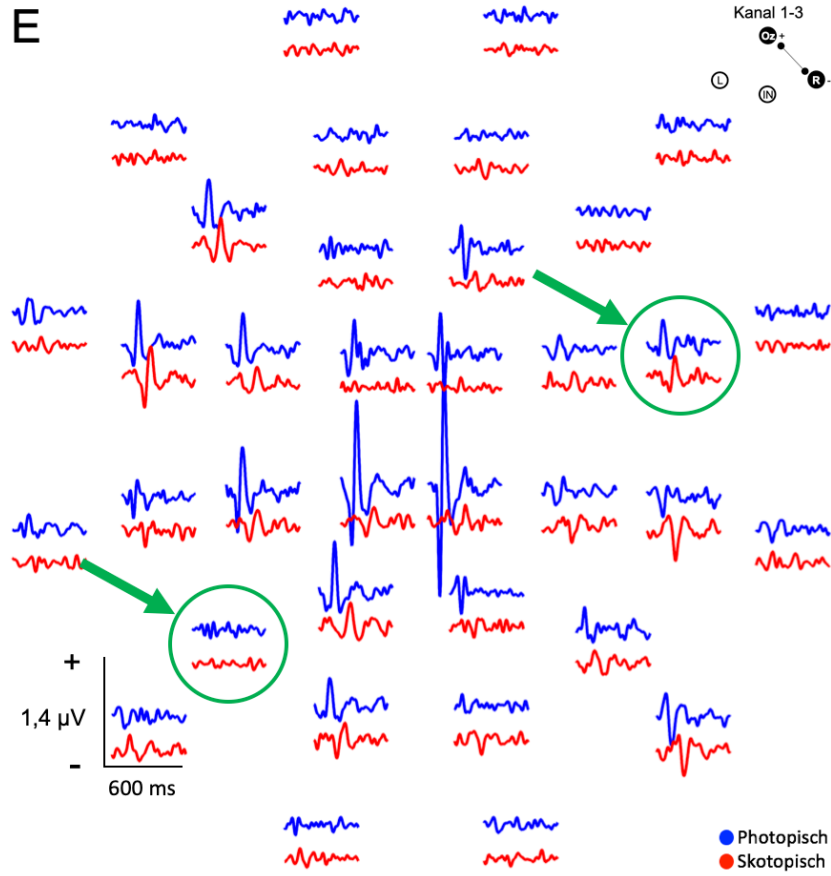 E
Kanal 1-3
Oz +
L
R -
IN
+
1,4 µV
-
600 ms
Photopisch
Skotopisch